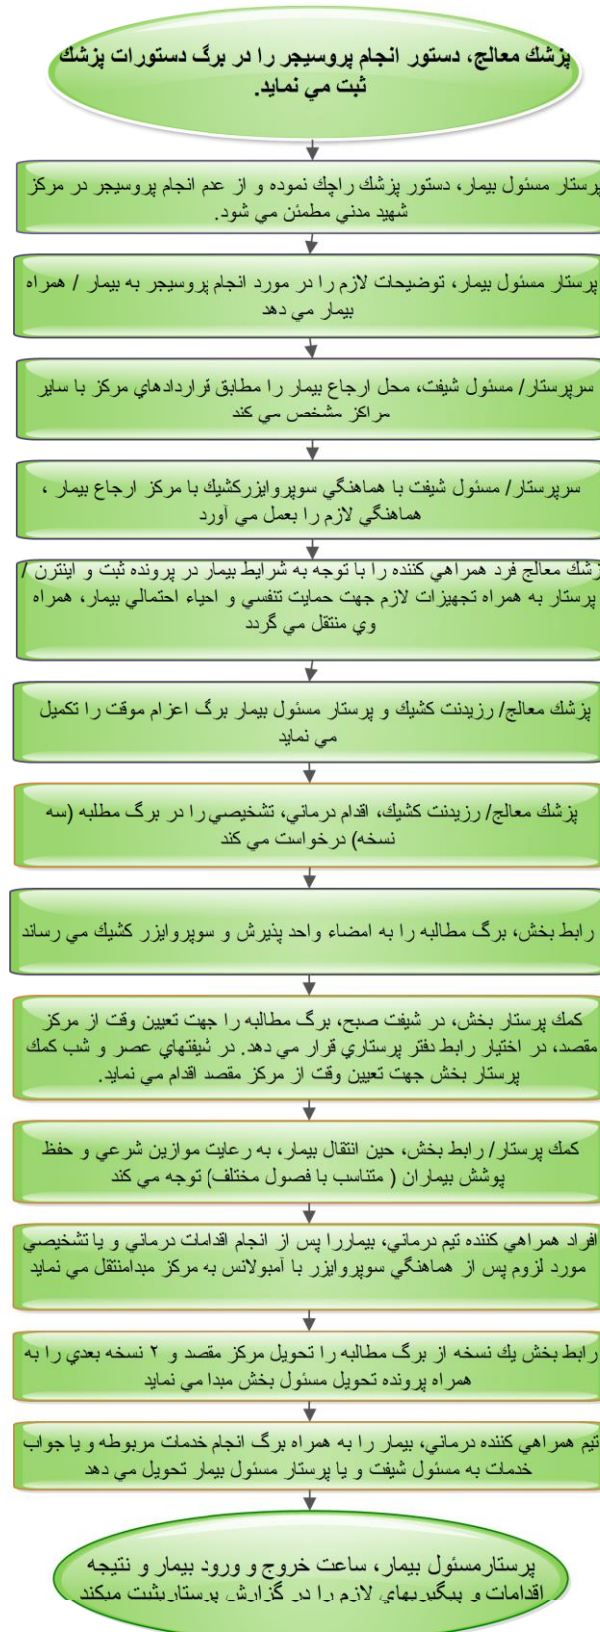 پزشك معالج، دستور انجام پروسيجر را در برگ دستورات پزشك
ثبت مي نمايد.
پرستار مسئول بيمار، دستور پزشك راچك نموده و از عدم انجام پروسيجر در مركز
شهيد مدني مطمئن مي شود.
پرستار مسئول بيمار، توضيحات لازم را در مورد انجام پروسيجر به بيمار / همراه
بيمار مي دهد
سرپرستار/ مسئول شيفت، محل ارجاع بيمار را مطابق قراردادهاي مركز با ساير
مراكز مشخص مي كند
سرپرستار/ مسئول شيفت با هماهنگي سوپروايزركشيك با مركز ارجاع بيمار ،
هماهنگي لازم را بعمل مي آورد
زشك معالج فرد همراهي كننده را با توجه به شرايط بيمار در پرونده ثبت و اينترن /
پرستار به همراه تجهيزات لازم جهت حمايت تنفسي و احياء احتمالي بيمار، همراه
وي منتقل مي گردد
پزشك معالج/ رزيدنت كشيك و پرستار مسئول بيمار برگ اعزام موقت را تكميل
مي نمايد
پزشك معالج/ رزيدنت كشيك، اقدام درماني، تشخيصي را در برگ مطلبه (سه
نسخه) درخواست مي كند
رابط بخش، برگ مطالبه را به امضاء واحد پذيرش و سوپروايزر كشيك مي رساند
كمك پرستار بخش، در شيفت صبح، برگ مطالبه را جهت تعيين وقت از مركز
مقصد، در اختيار رابط دفتر پرستاري قرار مي دهد. در شيفتهاي عصر و شب كمك
پرستار بخش جهت تعيين وقت از مركز مقصد اقدام مي نمايد.
كمك پرستار/ رابط بخش، حين انتقال بيمار، به رعايت موازين شرعي و حفظ
پوشش بيماران ( متناسب با فصول مختلف) توجه مي كند
افراد همراهي كننده تيم درماني، بيماررا پس از انجام اقدامات درماني و يا تشخيصي
مورد لزوم پس از هماهنگي سوپروايزر با آمبولانس به مركز مبدامنتقل مي نمايد
رابط بخش يك نسخه از برگ مطالبه را تحويل مركز مقصد و ۲ نسخه بعدي را به
همراه پرونده تحويل مسئول بخش مبدا مي نمايد
تيم همراهي كننده درماني، بيمار را به همراه برگ انجام خدمات مربوطه و يا جواب
خدمات به مسئول شيفت و يا پرستار مسئول بيمار تحويل مي دهد
پرستارمسئول بيمار، ساعت خروج و ورود بيمار و نتيجه
اقدامات و پيگيريهاي لازم را در گزارش پرستاريثبت ميكند